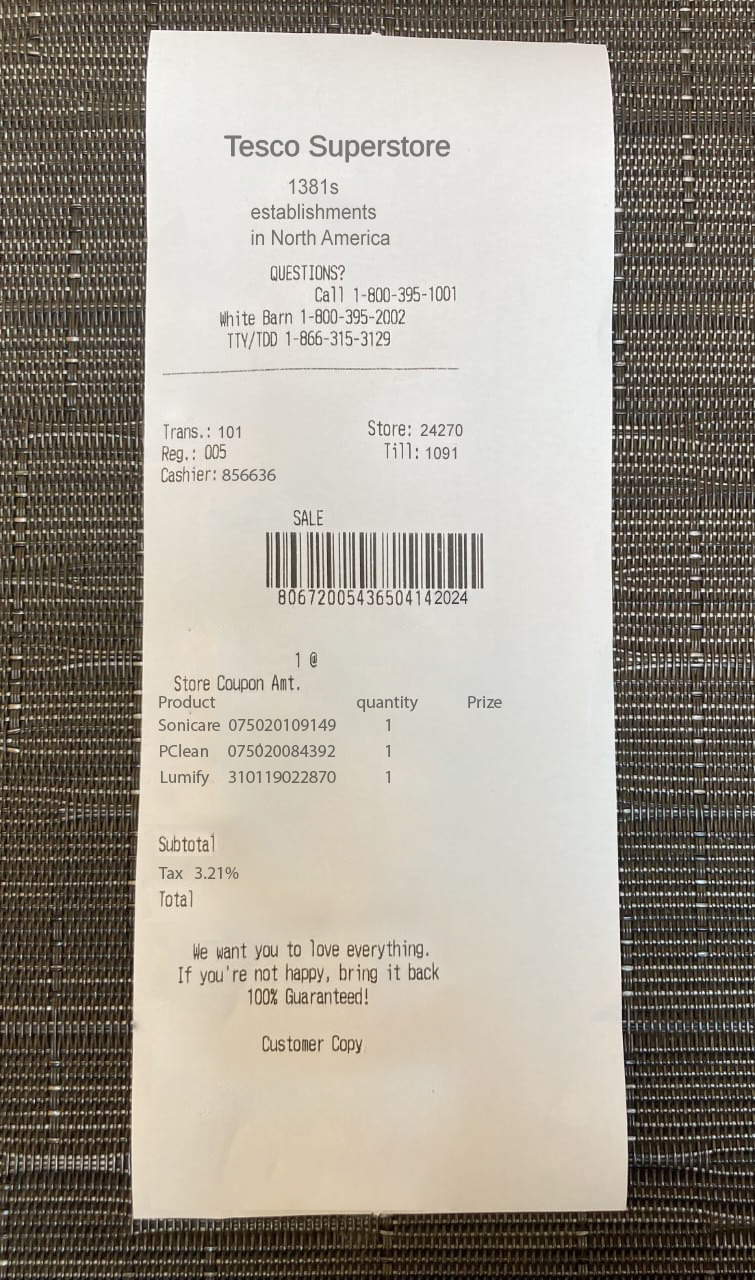 Tesco Superstore
1381s
establishments
in North America
QUESTIONS?
Call 1-800-395-1001
White Barn 1-800-395-2002
TTY/TDD 1-866-315-3129
Trans.: 101 Store: 24270
Reg.: 005 Till: 1091
Cashier: 856636
SALE
80672005436504142024
1 @
Store Coupon Amt.
Product quantity Prize
Sonicare 075020109149 1
PClean 075020084392 1
Lumify 310119022870 1
Subtotal
Tax 3.21%
Total
We want you to love everything.
If you're not happy, bring it back
100% Guaranteed!
Customer Copy